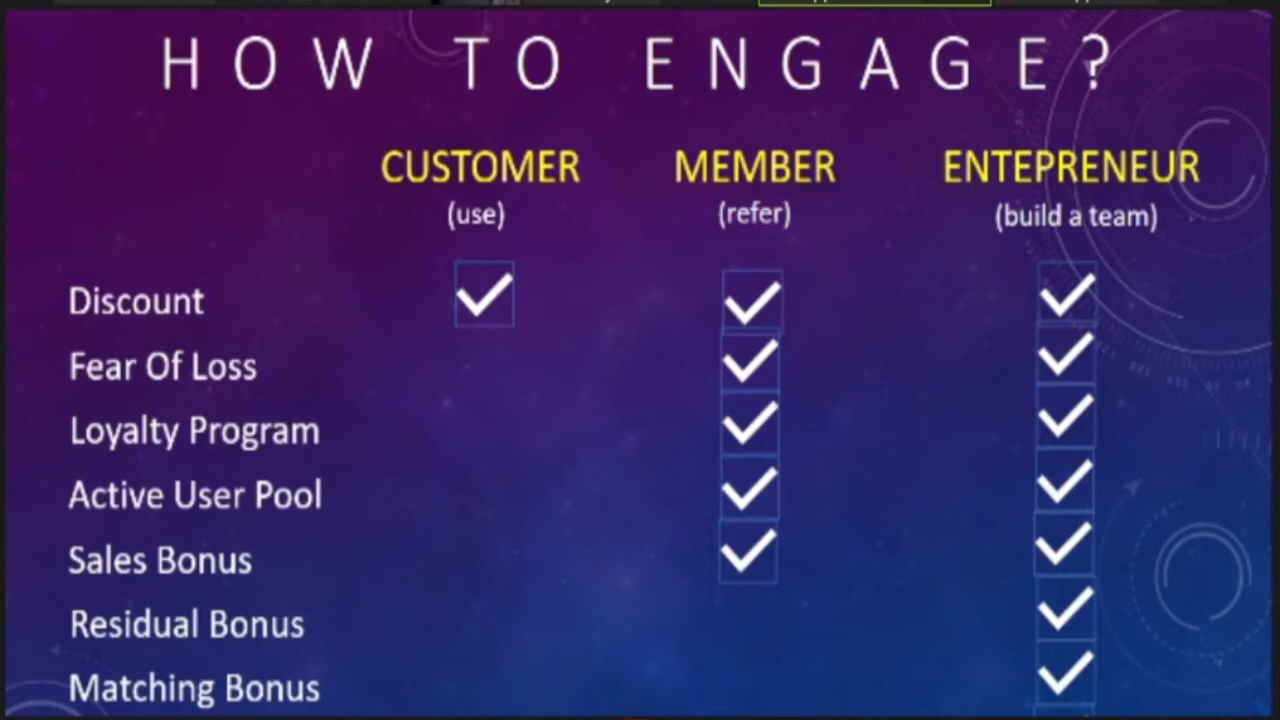 HOW TO ENGAGE?
CUSTOMER MEMBER ENTEPRENEUR
(use) (refer) (build a team)
Discount
Fear Of Loss
Loyalty Program
Active User Pool
Sales Bonus
Residual Bonus
Matching Bonus